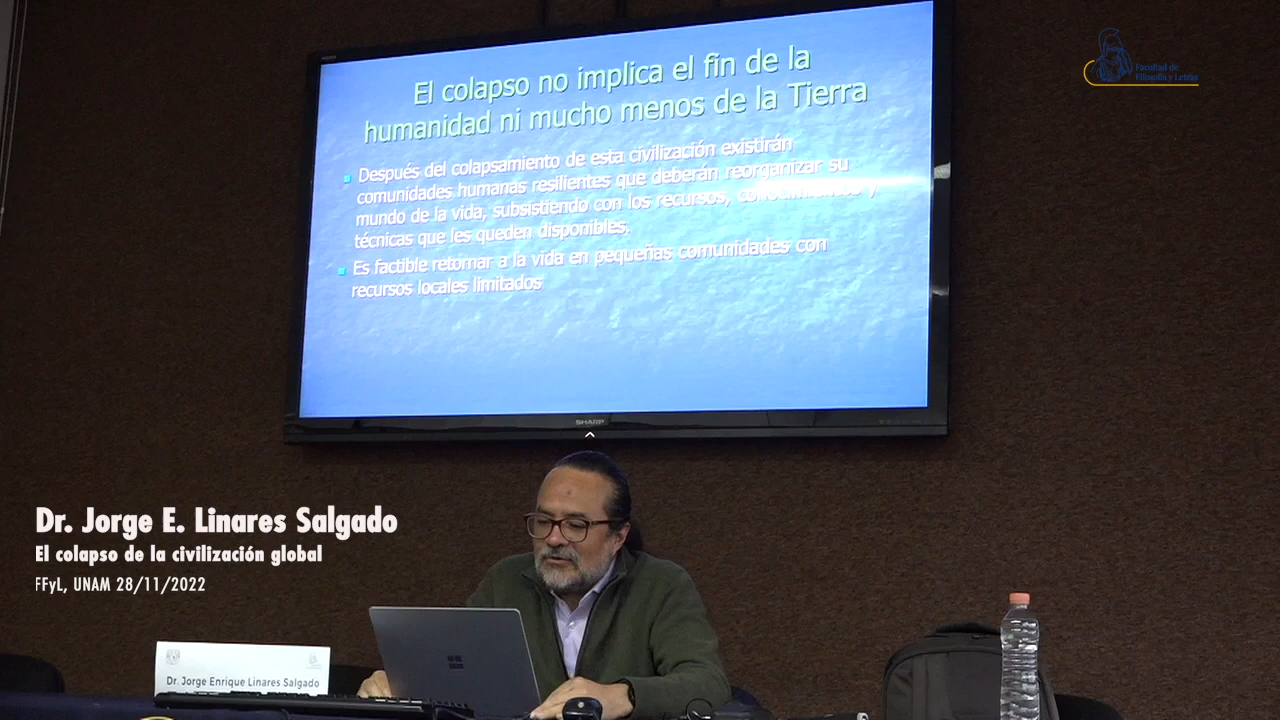 El colapso no implica el fin de la
humanidad ni mucho menos de la Tierra
Después del colapsamiento de esta civilización existirán
comunidades humanas resilientes que deberán reorganizar su
mundo de la vida, subsistiendo con los recursos, conocimientos y
técnicas que les queden disponibles.
Es factible retornar a la vida en pequeñas comunidades con
recursos locales limitados
SHARP
Facultad de
Filosofía y Letras
Dr. Jorge E. Linares Salgado
El colapso de la civilización global
FFyL, UNAM 28/11/2022
Dr. Jorge Enrique Linares Salgado